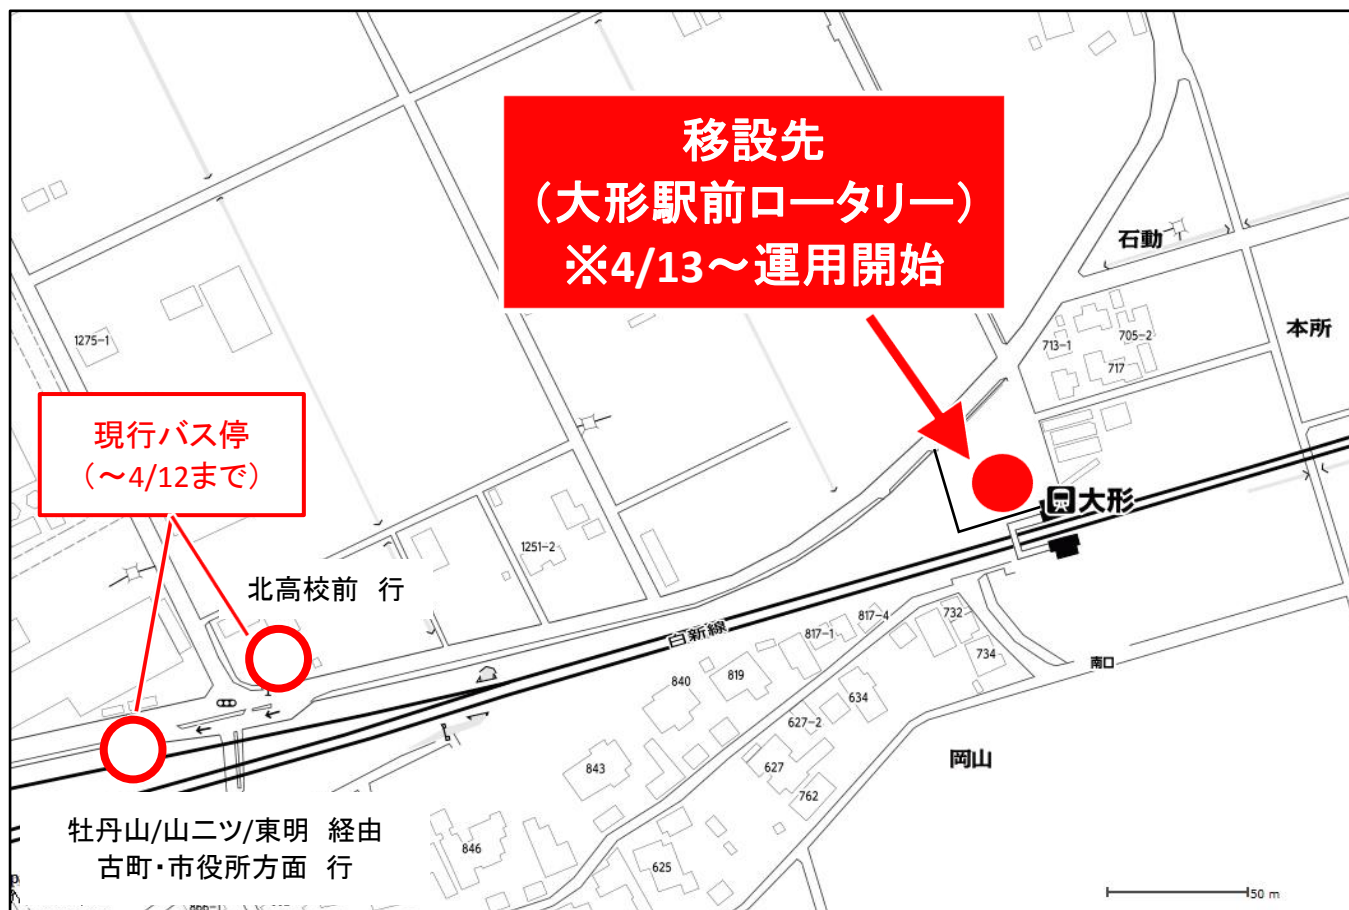 移設先
（大形駅前ロータリー）
※4/13～運用開始
石動
本所
713-1
705-2
717
1275-1
現行バス停
（～4/12まで）
大形
1251-2
北高校前　行
白新線
817-4
817-1
732
734
南口
819
840
634
627-2
岡山
843
627
762
牡丹山/山二ツ/東明　経由
古町・市役所方面　行
846
625
50 m